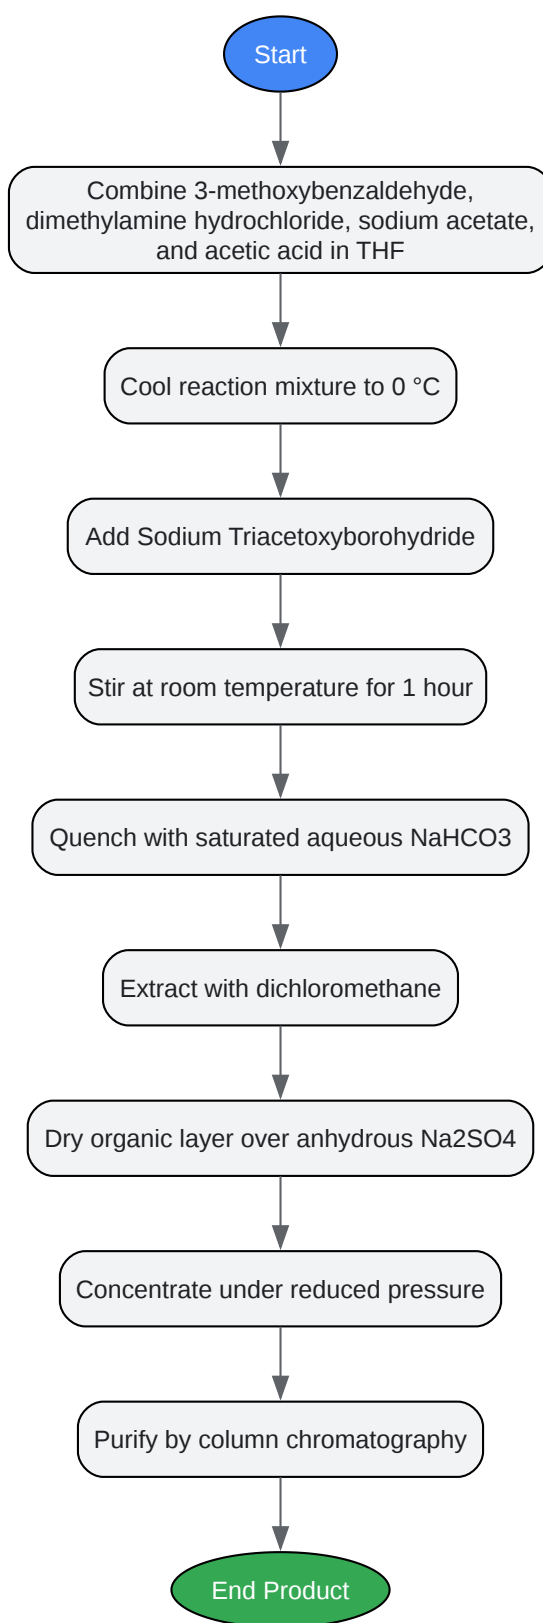 Start
Combine 3-methoxybenzaldehyde,
dimethylamine hydrochloride, sodium acetate,
and acetic acid in THF
Cool reaction mixture to 0 °C
Add Sodium Triacetoxyborohydride
Stir at room temperature for 1 hour
Quench with saturated aqueous NaHCO3
Extract with dichloromethane
Dry organic layer over anhydrous Na2SO4
Concentrate under reduced pressure
Purify by column chromatography
End Product